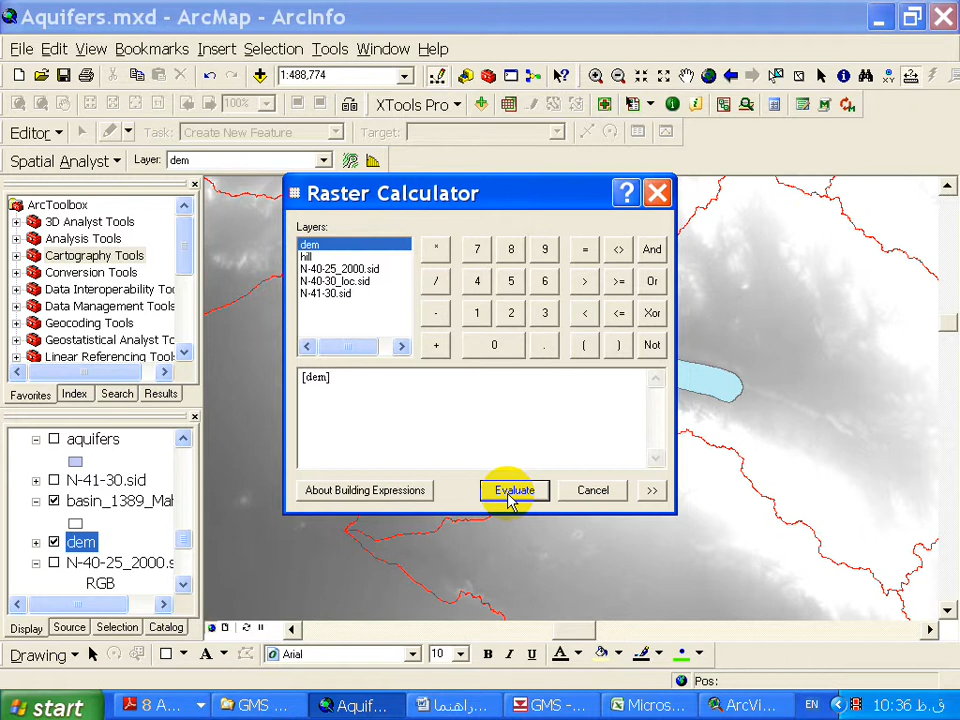 Aquifers.mxd - ArcMap - ArcInfo
File Edit View Bookmarks Insert Selection Tools Window Help
1:488,774
100%
XTools Pro
Editor
Task: Create New Feature
Target:
Spatial Analyst
Layer: dem
ArcToolbox
3D Analyst Tools
Analysis Tools
Cartography Tools
Conversion Tools
Data Interoperability Too
Data Management Tools
Geocoding Tools
Geostatistical Analyst T
Linear Referencing Tool
Favorites Index Search Results
aquifers
N-41-30.sid
basin_1389_Mal
dem
N-40-25_2000.s
RGB
Display Source Selection Catalog
Raster Calculator
Layers:
dem
hill
N-40-25_2000.sid
N-40-30_loc.sid
N-41-30.sid
* 7 8 9 = <> And
/ 4 5 6 > >= Or
- 1 2 3 < <= Xor
+ 0 . ( ) Not
[dem]
About Building Expressions Evaluate Cancel >>
Drawing A Arial 10 B I U A
Pos:
start 8 A... GMS Aquif... راهنما... GMS -... Micros... ArcVi... EN 10:36 ق.ظ